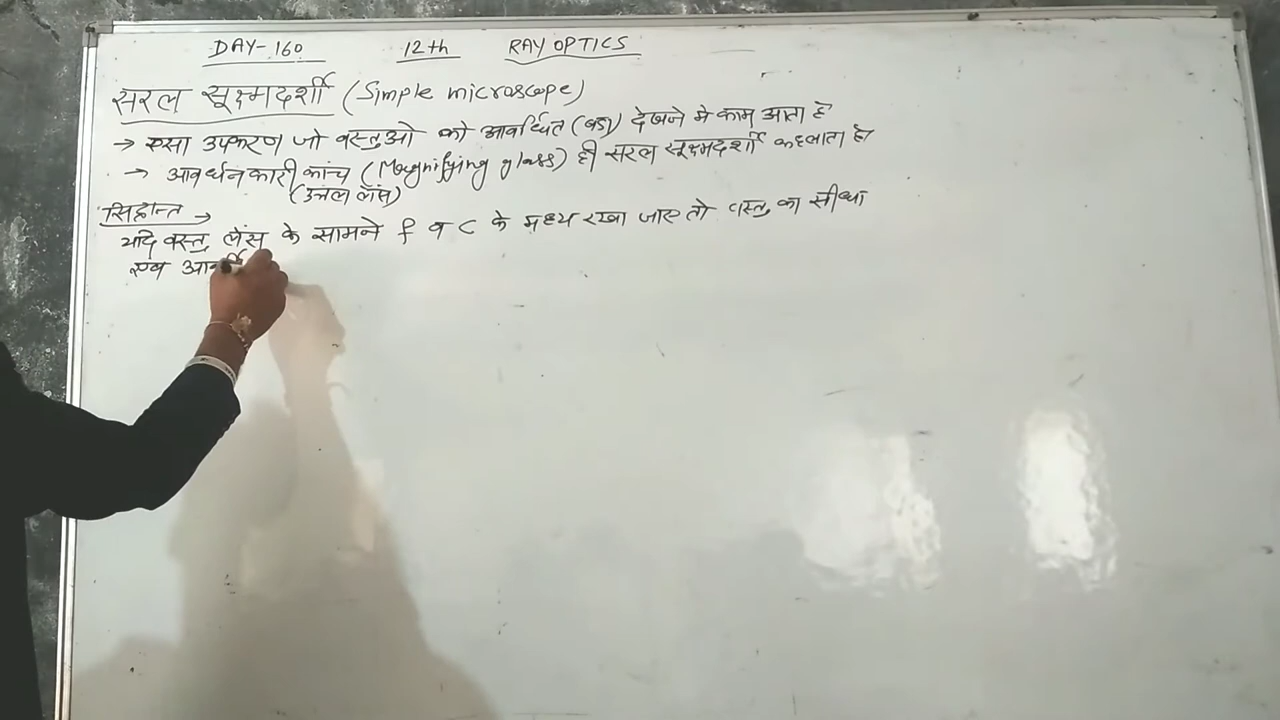 DAY-160 12th RAY OPTICS
सरल सूक्ष्मदर्शी (Simple microscope)
→ ऐसा उपकरण जो वस्तुओ को आवर्धित (बडा) देखने मे काम आता है
→ आवर्धनकारी कांच (Magnifying glass) ही सरल सूक्ष्मदर्शी कहलाता है।
(उत्तल लेंस)
सिद्धान्त →
यदि वस्तु लेंस के सामने f व C के मध्य रखा जाए तो वस्तु का सीधा
एवं